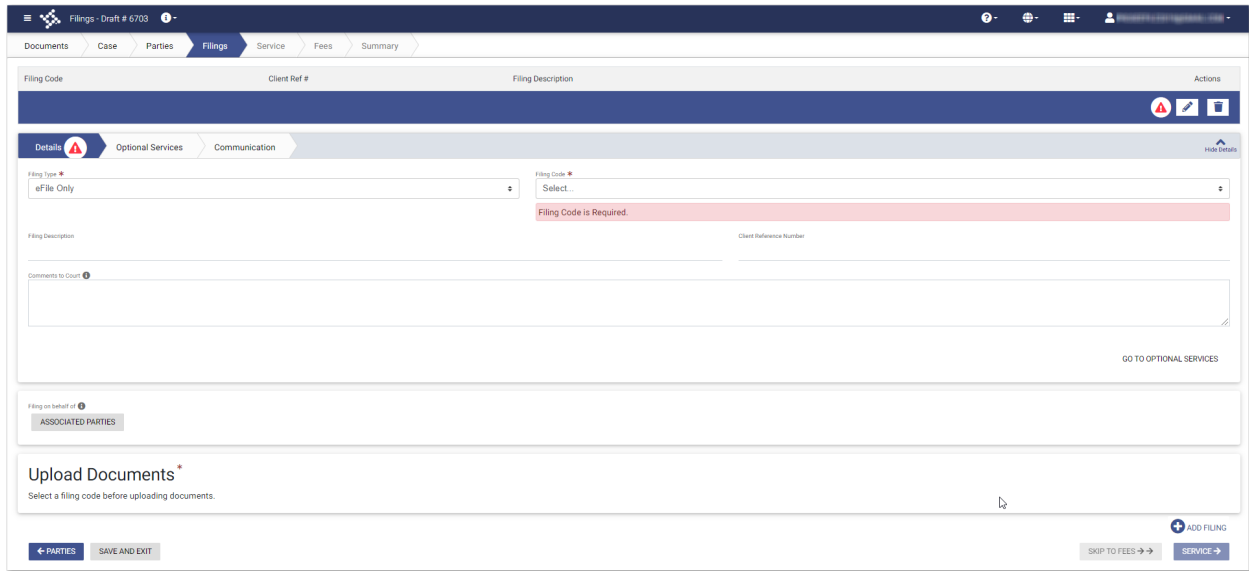 Filings - Draft # 6703
Documents Case Parties Filings Service Fees Summary
Filing Code Client Ref # Filing Description Actions
Details Optional Services Communication Hide Details
Filing Type * Filing Code *
eFile Only Select...
Filing Code is Required.
Filing Description Client Reference Number
Comments to Court
GO TO OPTIONAL SERVICES
Filing on behalf of
ASSOCIATED PARTIES
Upload Documents*
Select a filing code before uploading documents.
ADD FILING
PARTIES SAVE AND EXIT SKIP TO FEES SERVICE